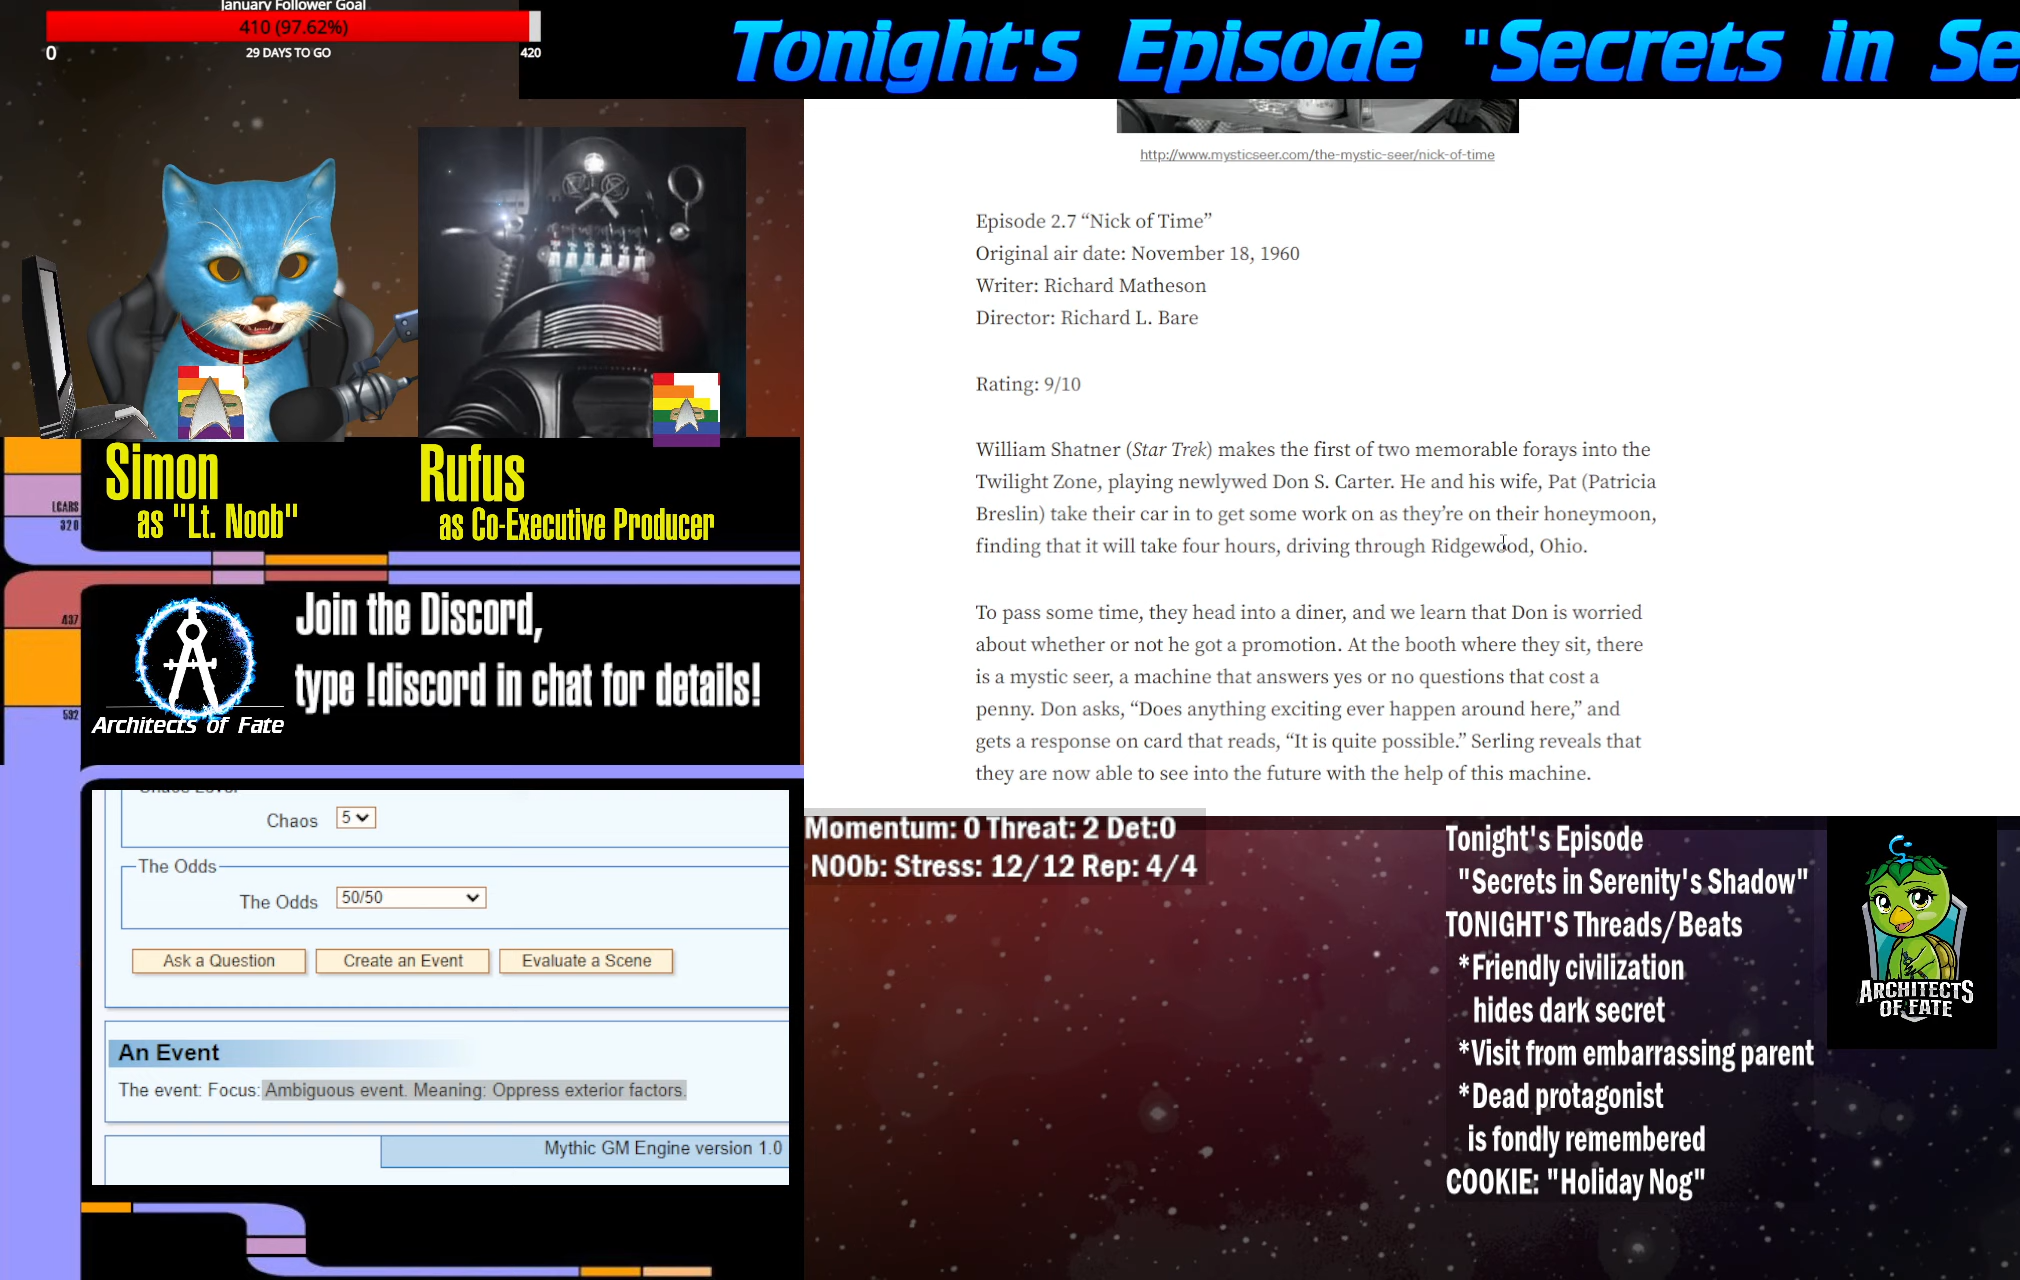 January Follower Goal
410 (97.62%)
0
29 DAYS TO GO
420
Tonight's Episode "Secrets in Se
http://www.mysticseer.com/the-mystic-seer/nick-of-time
Episode 2.7 “Nick of Time”
Original air date: November 18, 1960
Writer: Richard Matheson
Director: Richard L. Bare
Rating: 9/10
William Shatner (Star Trek) makes the first of two memorable forays into the
Twilight Zone, playing newlywed Don S. Carter. He and his wife, Pat (Patricia
Breslin) take their car in to get some work on as they’re on their honeymoon,
finding that it will take four hours, driving through Ridgewood, Ohio.
To pass some time, they head into a diner, and we learn that Don is worried
about whether or not he got a promotion. At the booth where they sit, there
is a mystic seer, a machine that answers yes or no questions that cost a
penny. Don asks, “Does anything exciting ever happen around here,” and
gets a response on card that reads, “It is quite possible.” Serling reveals that
they are now able to see into the future with the help of this machine.
Simon
as "Lt. Noob"
Rufus
as Co-Executive Producer
LCARS
320
437
592
Join the Discord,
type !discord in chat for details!
Architects of Fate
Chaos Level
Chaos
5
The Odds
The Odds
50/50
Ask a Question
Create an Event
Evaluate a Scene
An Event
The event: Focus: Ambiguous event. Meaning: Oppress exterior factors.
Mythic GM Engine version 1.0
Momentum: 0 Threat: 2 Det:0
N00b: Stress: 12/12 Rep: 4/4
Tonight's Episode
"Secrets in Serenity's Shadow"
TONIGHT'S Threads/Beats
*Friendly civilization
hides dark secret
*Visit from embarrassing parent
*Dead protagonist
is fondly remembered
COOKIE: "Holiday Nog"
ARCHITECTS
OF FATE